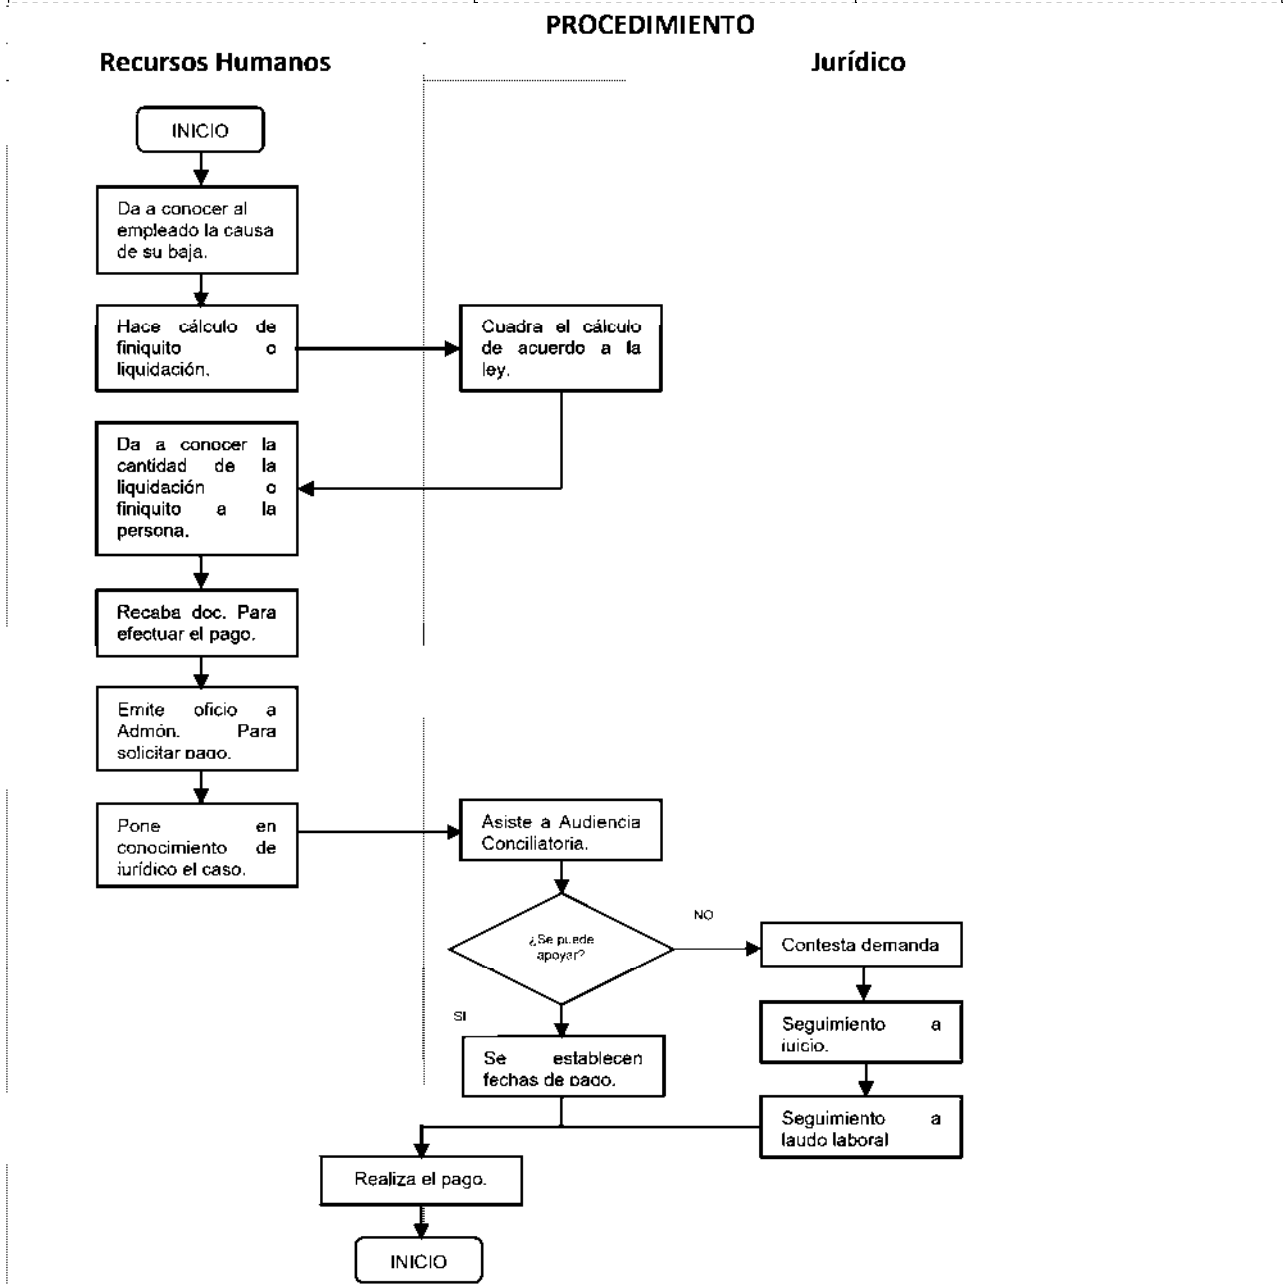 PROCEDIMIENTO
Recursos Humanos
Jurídico
INICIO
Da a conocer al
empleado la causa
de su baja.
Hace cálculo de
finiquito o
liquidación.
Cuadra el cálculo
de acuerdo a la
ley.
Da a conocer la
cantidad de la
liquidación o
finiquito a la
persona.
Recaba doc. Para
efectuar el pago.
Emite oficio a
Admón. Para
solicitar pago.
Pone en
conocimiento de
jurídico el caso.
Asiste a Audiencia
Conciliatoria.
¿Se puede
apoyar?
NO
Contesta demanda
Seguimiento a
juicio.
SI
Se establecen
fechas de pago.
Seguimiento a
laudo laboral
Realiza el pago.
INICIO